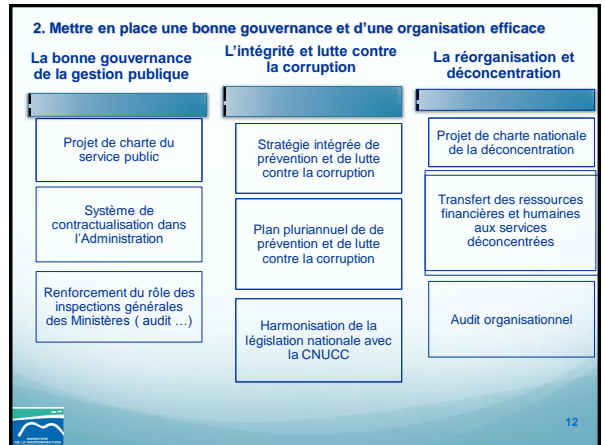 2. Mettre en place une bonne gouvernance et d'une organisation efficace
La bonne gouvernance
de la gestion publique
Projet de charte du
service public
Système de
contractualisation dans
l'Administration
Renforcement du rôle des
inspections générales
des Ministères ( audit ...)
L'intégrité et lutte contre
la corruption
Stratégie intégrée de
prévention et de lutte
contre la corruption
Plan pluriannuel de de
prévention et de lutte
contre la corruption
Harmonisation de la
législation nationale avec
la CNUCC
La réorganisation et
déconcentration
Projet de charte nationale
de la déconcentration
Transfert des ressources
financières et humaines
aux services
déconcentrées
Audit organisationnel
MINISTERE
DE LA MODERNISATION
12